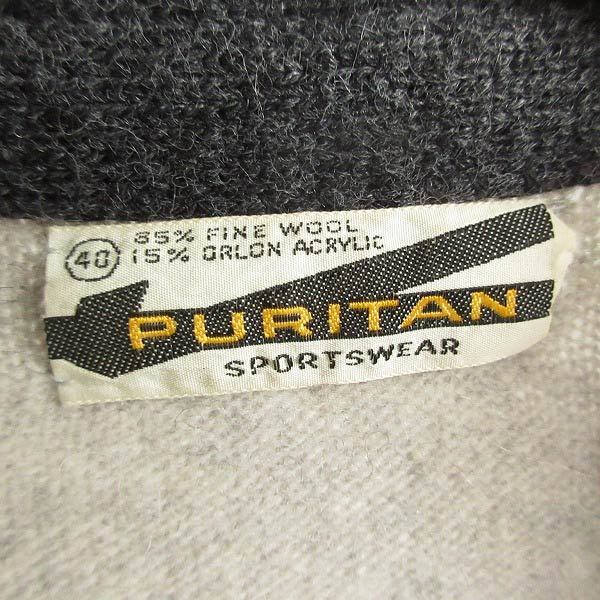 40
85% FINE WOOL
15% ORLON ACRYLIC
PURITAN
SPORTSWEAR